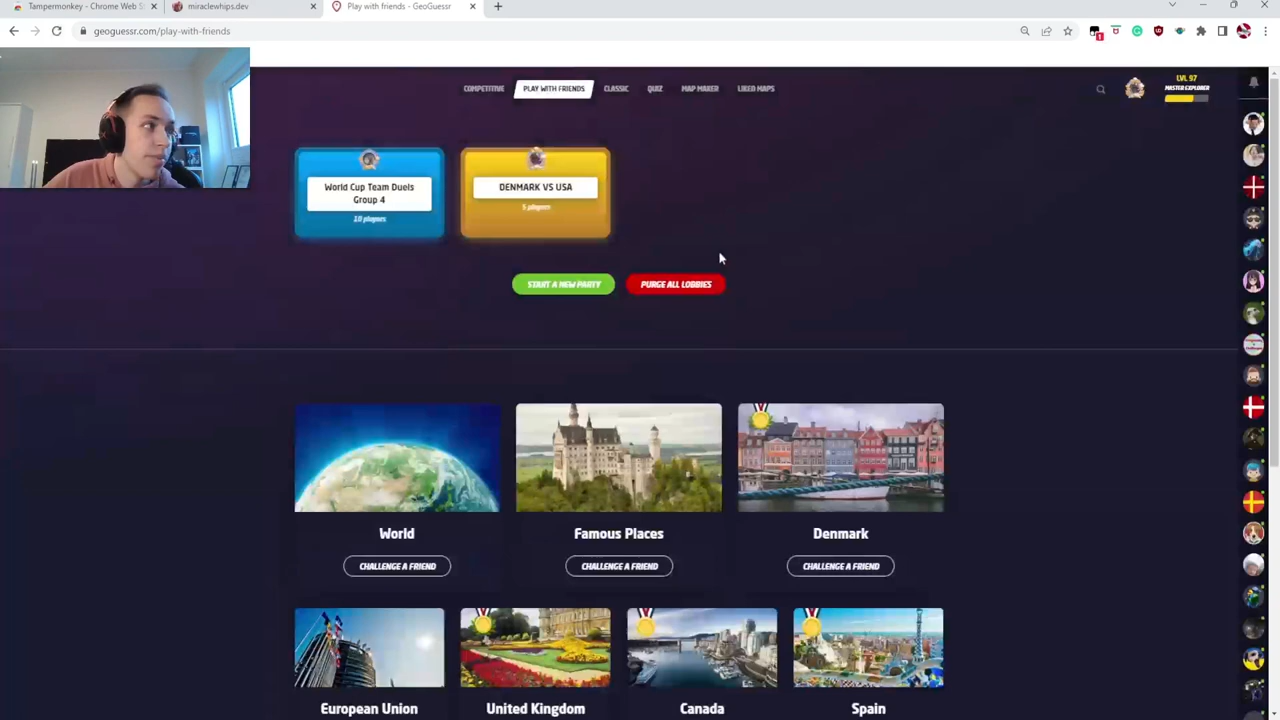 Tampermonkey - Chrome Web S
miraclewhips.dev
Play with friends - GeoGuessr
geoguessr.com/play-with-friends
COMPETITIVE
PLAY WITH FRIENDS
CLASSIC
QUIZ
MAP MAKER
LIKED MAPS
LVL 97
MASTER EXPLORER
World Cup Team Duels
Group 4
10 players
DENMARK VS USA
5 players
START A NEW PARTY
PURGE ALL LOBBIES
World
CHALLENGE A FRIEND
Famous Places
CHALLENGE A FRIEND
Denmark
CHALLENGE A FRIEND
European Union
United Kingdom
Canada
Spain